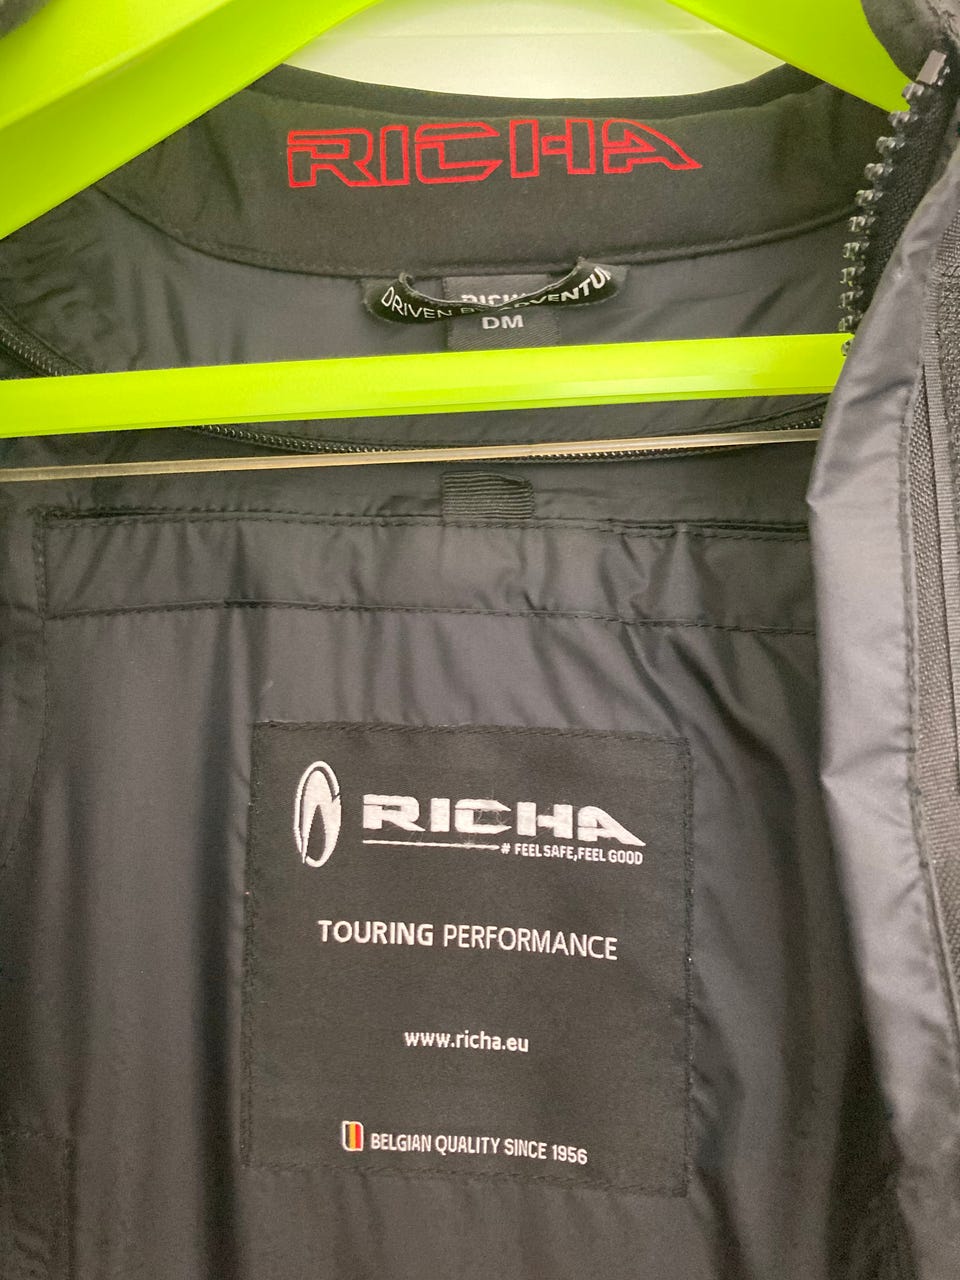 RICHA
DRIVEN BY ADVENTU
DM
RICHA
# FEEL SAFE, FEEL GOOD
TOURING PERFORMANCE
www.richa.eu
BELGIAN QUALITY SINCE 1956